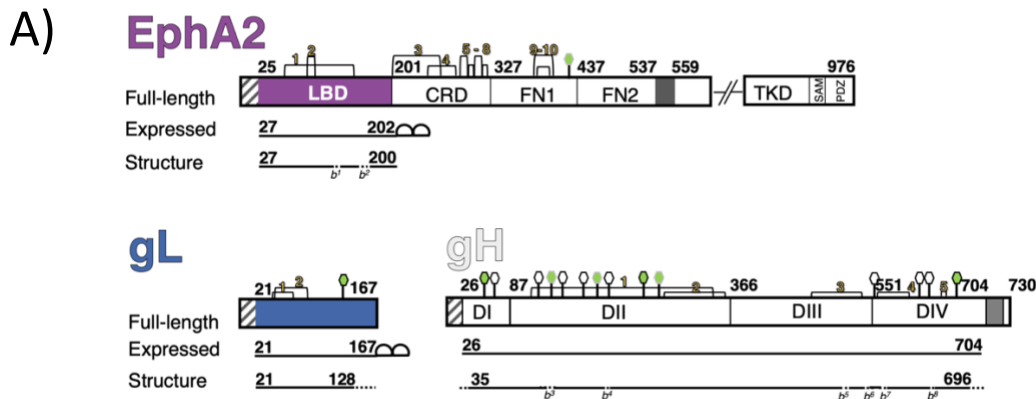 A)
EphA2
1 2 3 4 5 - 8 9-10
25 201 327 437 537 559 976
Full-length LBD CRD FN1 FN2 TKD SAM PDZ
Expressed 27 202
Structure 27 200
b1 b2
gL gH
21 1 2 167 26 87 1 2 366 3 551 4 5 704 730
Full-length DI DII DIII DIV
Expressed 21 167 26 704
Structure 21 128 35 696
b3 b4 b5 b6 b7 b8